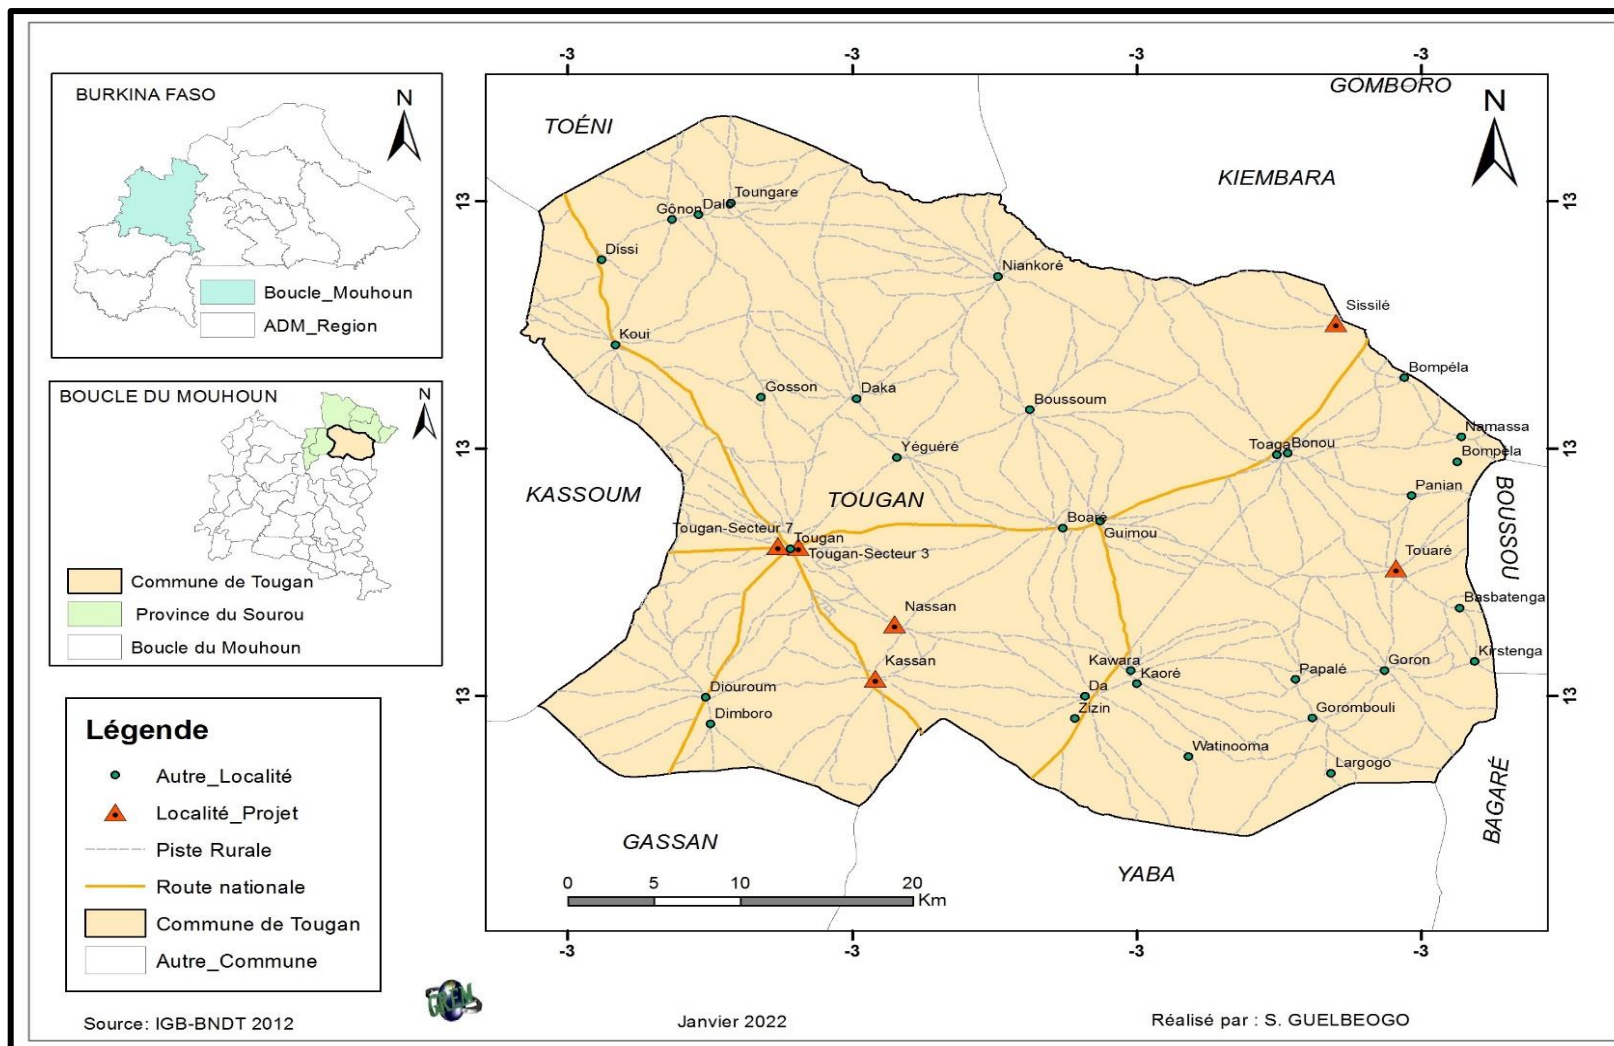 BURKINA FASO
N
Boucle_Mouhoun
ADM_Region
BOUCLE DU MOUHOUN
N
Commune de Tougan
Province du Sourou
Boucle du Mouhoun
Légende
Autre_Localité
Localité_Projet
Piste Rurale
Route nationale
Commune de Tougan
Autre_Commune
-3 -3 -3 -3
13
13
13
13
13
13
-3 -3 -3 -3
N
GOMBORO
TOÉNI
KIEMBARA
KASSOUM
TOUGAN
BOUSSOU
BAGARÉ
GASSAN
YABA
Toungare
Gônon
Dalé
Dissi
Niankoré
Koui
Sissilé
Bompéla
Gosson
Daka
Boussoum
Namassa
Toaga
Bonou
Bompéla
Yéguéré
Panian
Tougan-Secteur 7
Tougan
Tougan-Secteur 3
Boaré
Guimou
Touaré
Nassan
Basbatenga
Kassan
Kawara
Kaoré
Papalé
Goron
Kirstenga
Diouroum
Dimboro
Da
Zizin
Gorombouli
Watinooma
Largogo
0 5 10 20
Km
GREM
Source: IGB-BNDT 2012
Janvier 2022
Réalisé par : S. GUELBEOGO